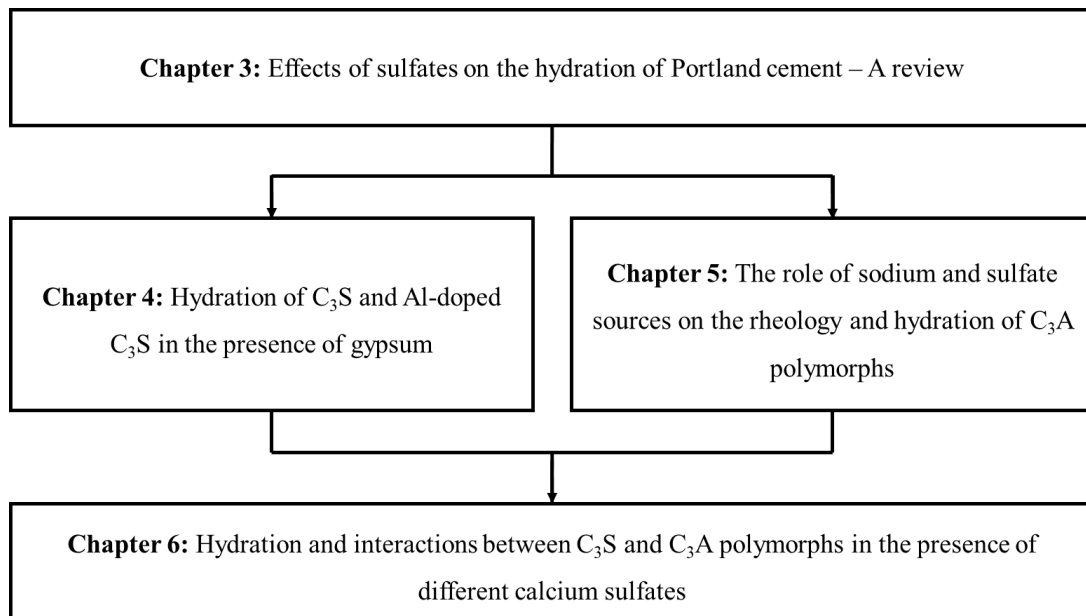 Chapter 3: Effects of sulfates on the hydration of Portland cement – A review
Chapter 4: Hydration of C₃S and Al-doped
C₃S in the presence of gypsum
Chapter 5: The role of sodium and sulfate
sources on the rheology and hydration of C₃A
polymorphs
Chapter 6: Hydration and interactions between C₃S and C₃A polymorphs in the presence of
different calcium sulfates